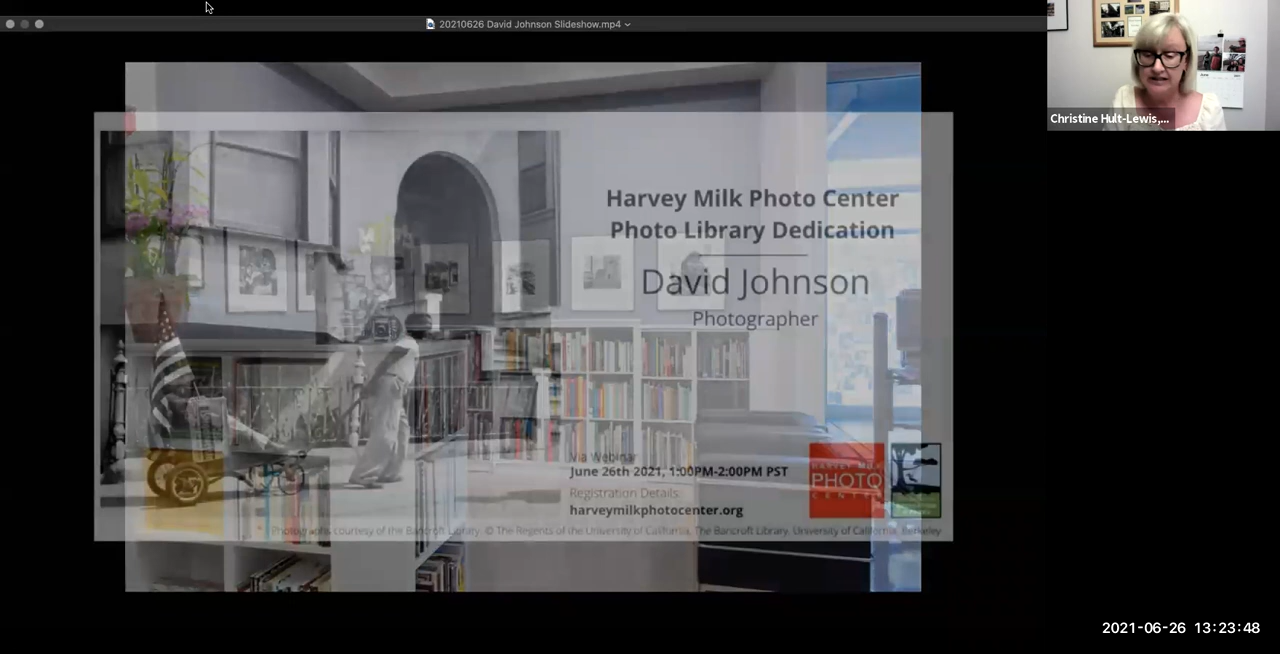 20210626 David Johnson Slideshow.mp4
Christine Hult-Lewis,...
Harvey Milk Photo Center
Photo Library Dedication
David Johnson
Photographer
Via Webinar
June 26th 2021, 1:00PM-2:00PM PST
Registration Details:
harveymilkphotocenter.org
HARVEY MILK
PHOTO
CENTER
Photographs courtesy of the Bancroft Library. © The Regents of the University of California, The Bancroft Library, University of California, Berkeley
2021-06-26 13:23:48